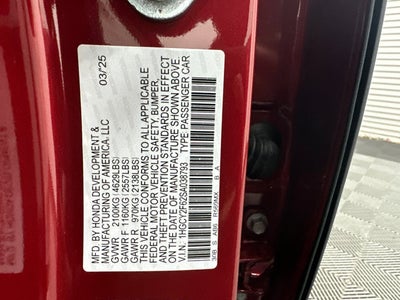 03/25
MFD. BY HONDA DEVELOPMENT &
MANUFACTURING OF AMERICA, LLC
GVWR 2100KG (4629LBS)
GAWR F 1160KG (2557LBS)
GAWR R 970KG (2138LBS)
THIS VEHICLE CONFORMS TO ALL APPLICABLE
FEDERAL MOTOR VEHICLE SAFETY, BUMPER,
AND THEFT PREVENTION STANDARDS IN EFFECT
ON THE DATE OF MANUFACTURE SHOWN ABOVE.
V.I.N. 1HGCY2F62SA038793 TYPE: PASSENGER CAR